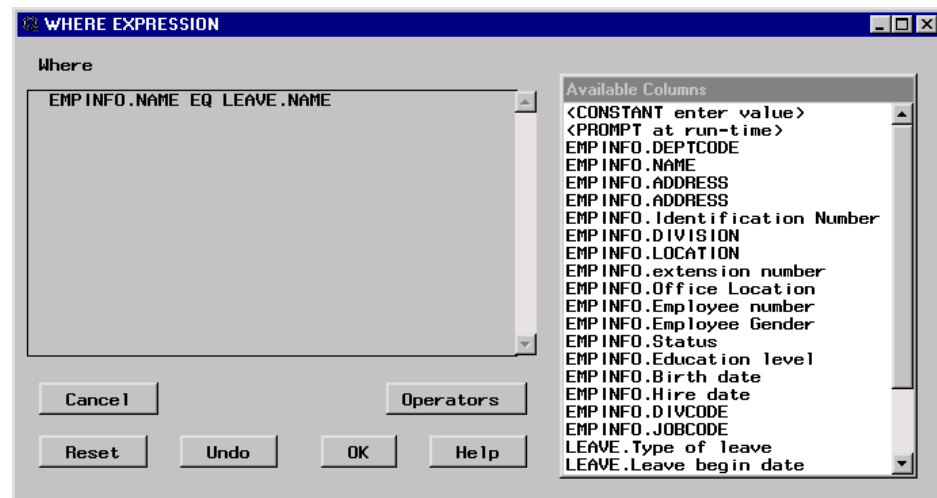 WHERE EXPRESSION
Where
EMPINFO.NAME EQ LEAVE.NAME
Cancel
Operators
Reset
Undo
OK
Help
Available Columns
<CONSTANT enter value>
<PROMPT at run-time>
EMPINFO.DEPTCODE
EMPINFO.NAME
EMPINFO.ADDRESS
EMPINFO.ADDRESS
EMPINFO.Identification Number
EMPINFO.DIVISION
EMPINFO.LOCATION
EMPINFO.extension number
EMPINFO.Office Location
EMPINFO.Employee number
EMPINFO.Employee Gender
EMPINFO.Status
EMPINFO.Education level
EMPINFO.Birth date
EMPINFO.Hire date
EMPINFO.DIVCODE
EMPINFO.JOBCODE
LEAVE.Type of leave
LEAVE.Leave begin date